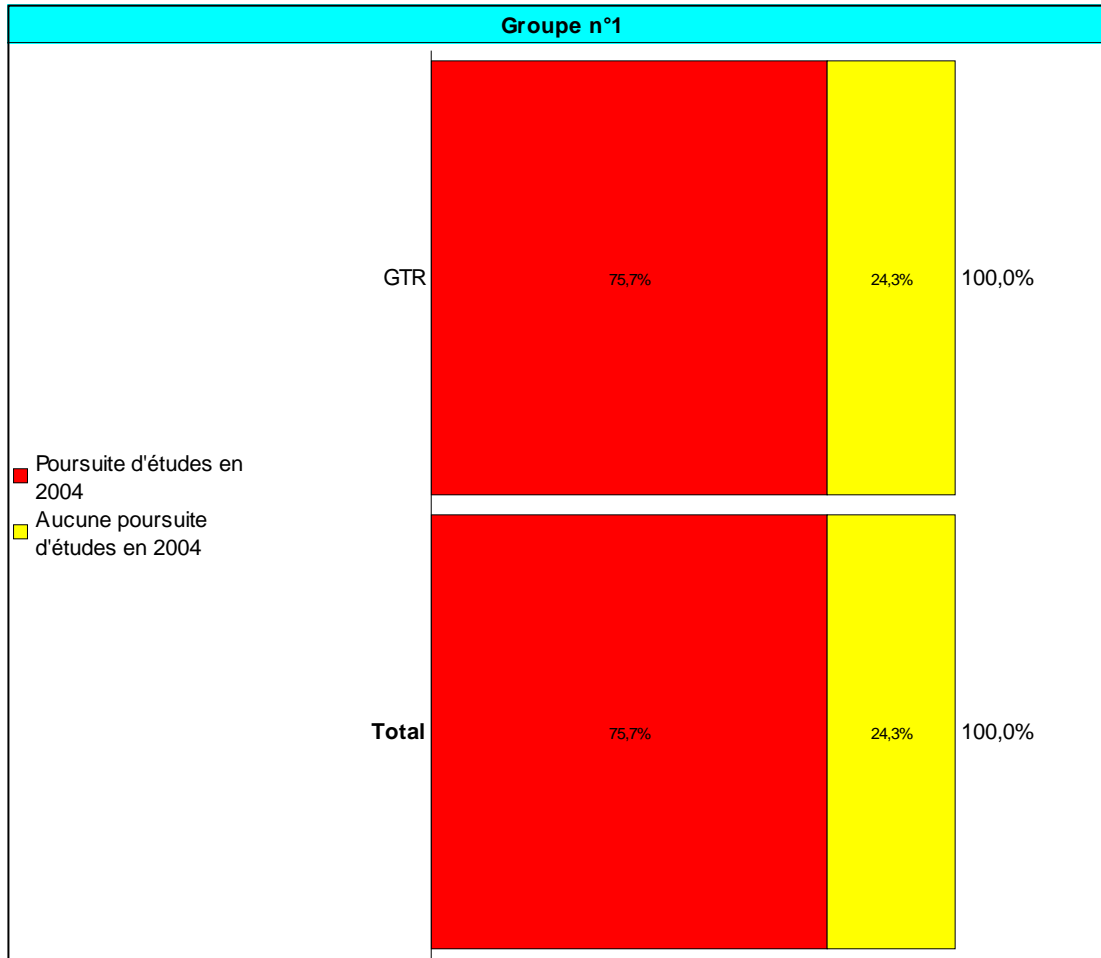 Groupe n°1
GTR
75,7%
24,3%
100,0%
Poursuite d'études en
2004
Aucune poursuite
d'études en 2004
Total
75,7%
24,3%
100,0%